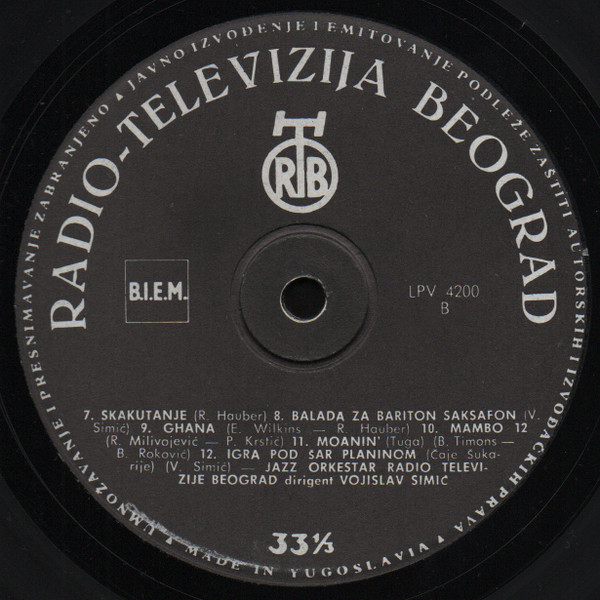 UMNOŽAVANJE I PRESNIMAVANJE ZABRANJENO ▲ JAVNO IZVOĐENJE I EMITOVANJE PODLEŽE ZAŠTITI AUTORSKIH I IZVOĐAČKIH PRAVA ▲
RADIO-TELEVIZIJA BEOGRAD
RTB
B.I.E.M.
LPV 4200
B
7. SKAKUTANJE (R. Hauber) 8. BALADA ZA BARITON SAKSAFON (V.
Simić) 9. GHANA (E. Wilkins — R. Hauber) 10. MAMBO 12
(R. Milivojević — P. Krstić) 11. MOANIN' (Tuga) (B. Timons —
B. Roković) 12. IGRA POD ŠAR PLANINOM (Čaje Šuka-
rije) (V. Simić) — JAZZ ORKESTAR RADIO TELEVI-
ZIJE BEOGRAD dirigent VOJISLAV SIMIĆ
33⅓
▲ MADE IN YUGOSLAVIA ▲